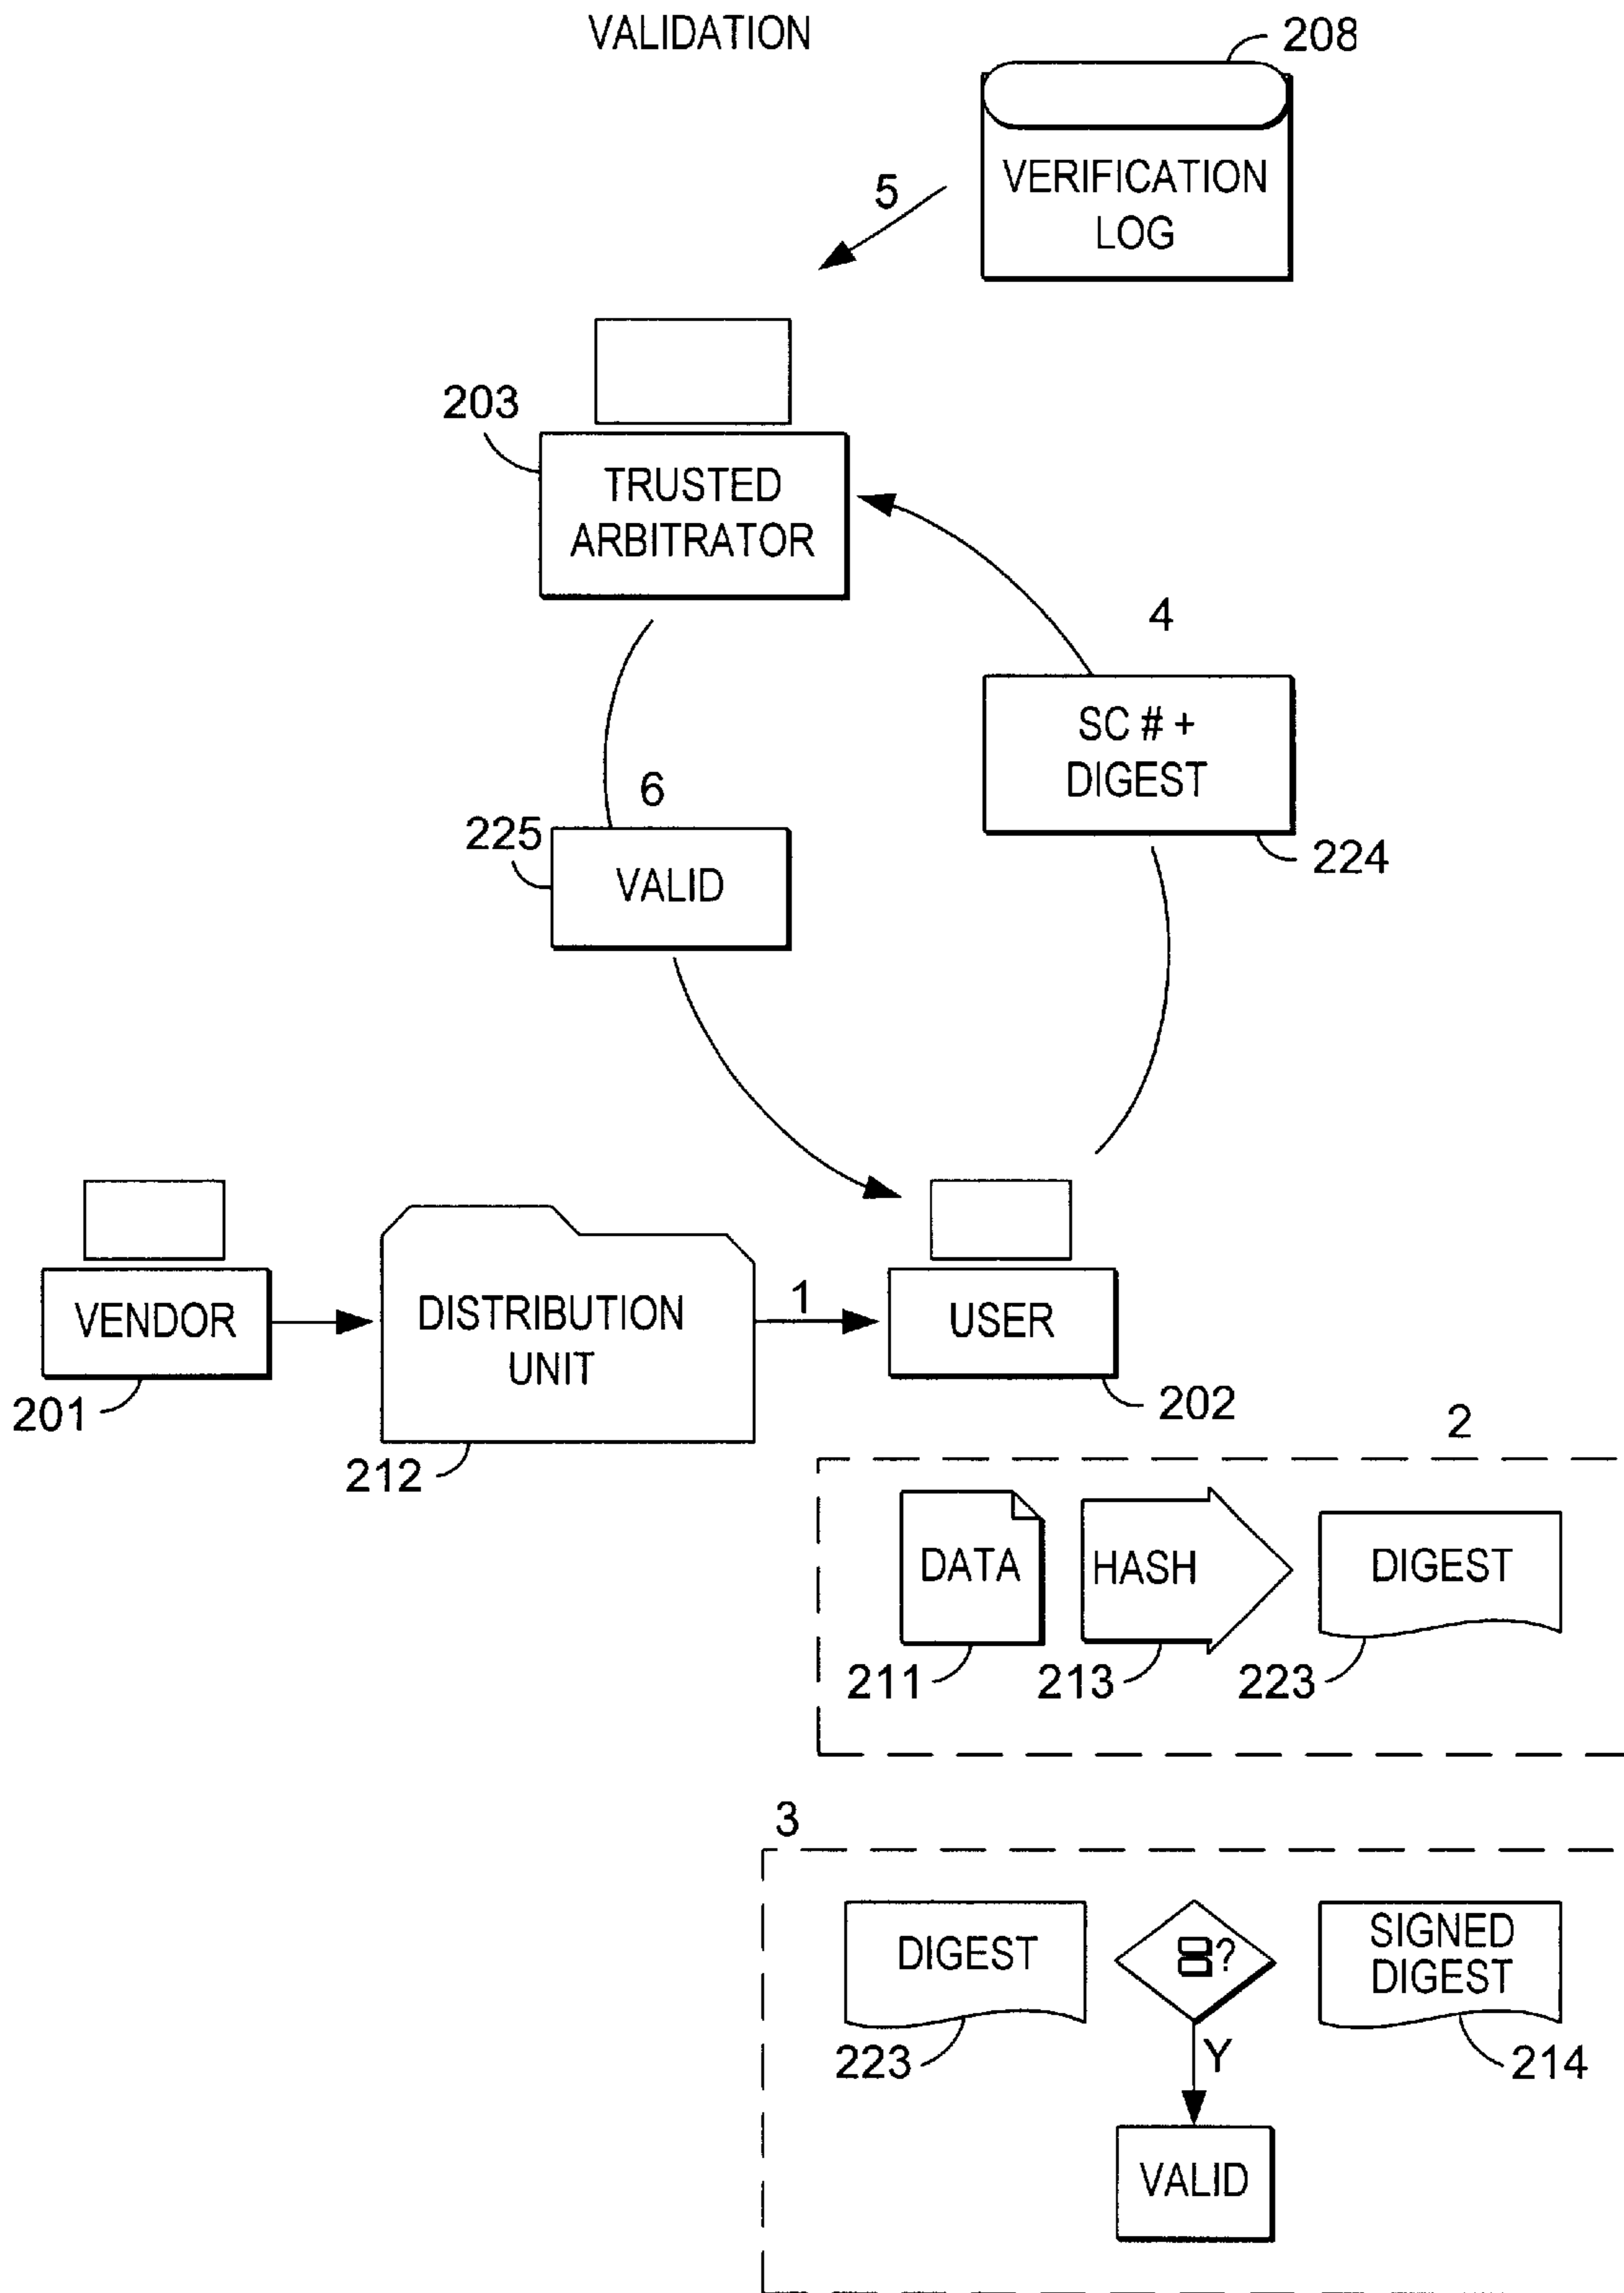 VALIDATION
208
VERIFICATION
LOG
5
203
TRUSTED
ARBITRATOR
4
SC # +
DIGEST
224
6
225
VALID
VENDOR
201
DISTRIBUTION
UNIT
212
1
USER
202
2
DATA
HASH
DIGEST
211
213
223
3
DIGEST
=?
SIGNED
DIGEST
223
Y
214
VALID